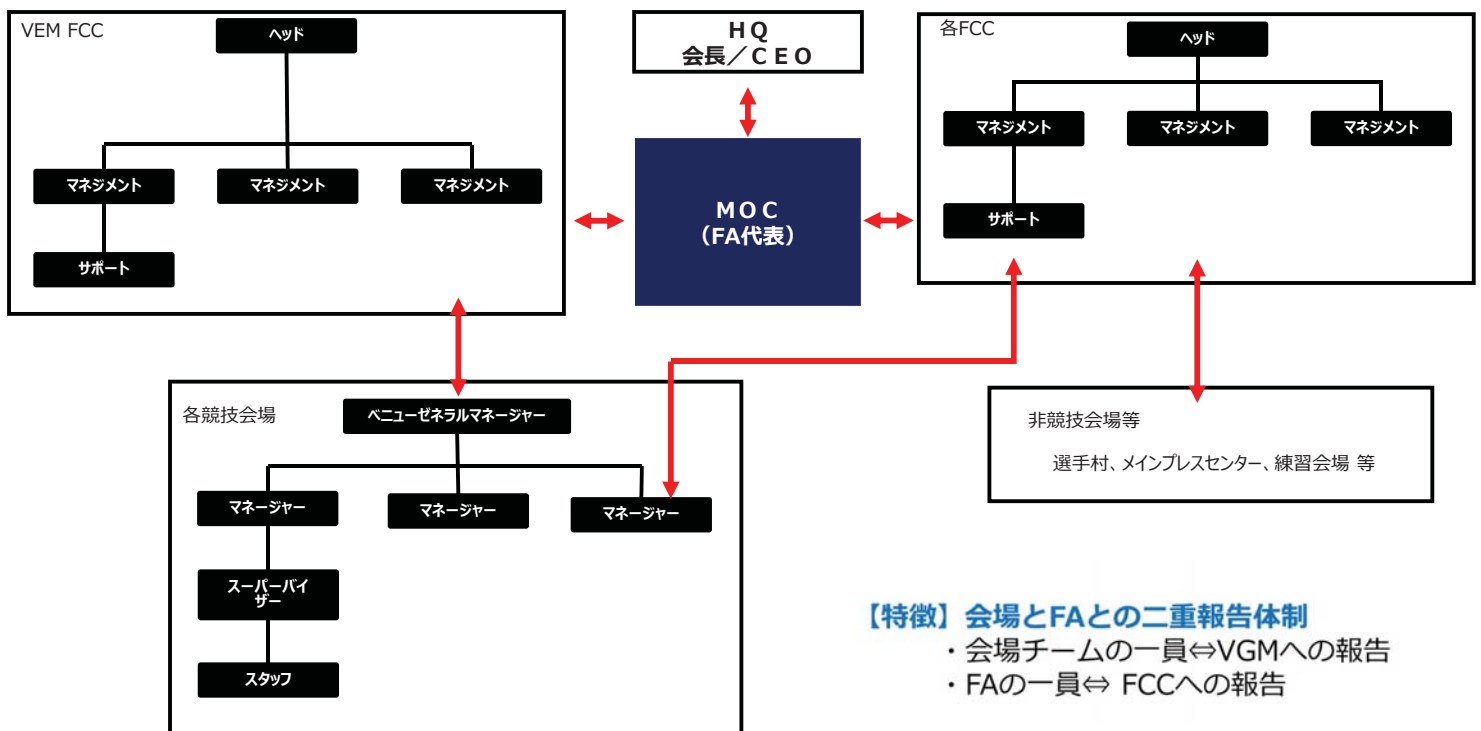 VEM FCC
ヘッド
マネジメント
マネジメント
マネジメント
サポート
ＨＱ
会長／ＣＥＯ
ＭＯＣ
（FA代表）
各FCC
ヘッド
マネジメント
マネジメント
マネジメント
サポート
各競技会場
ベニューゼネラルマネージャー
マネージャー
マネージャー
マネージャー
スーパーバイ
ザー
スタッフ
非競技会場等
選手村、メインプレスセンター、練習会場 等
【特徴】会場とFAとの二重報告体制
・会場チームの一員⇔VGMへの報告
・FAの一員⇔ FCCへの報告